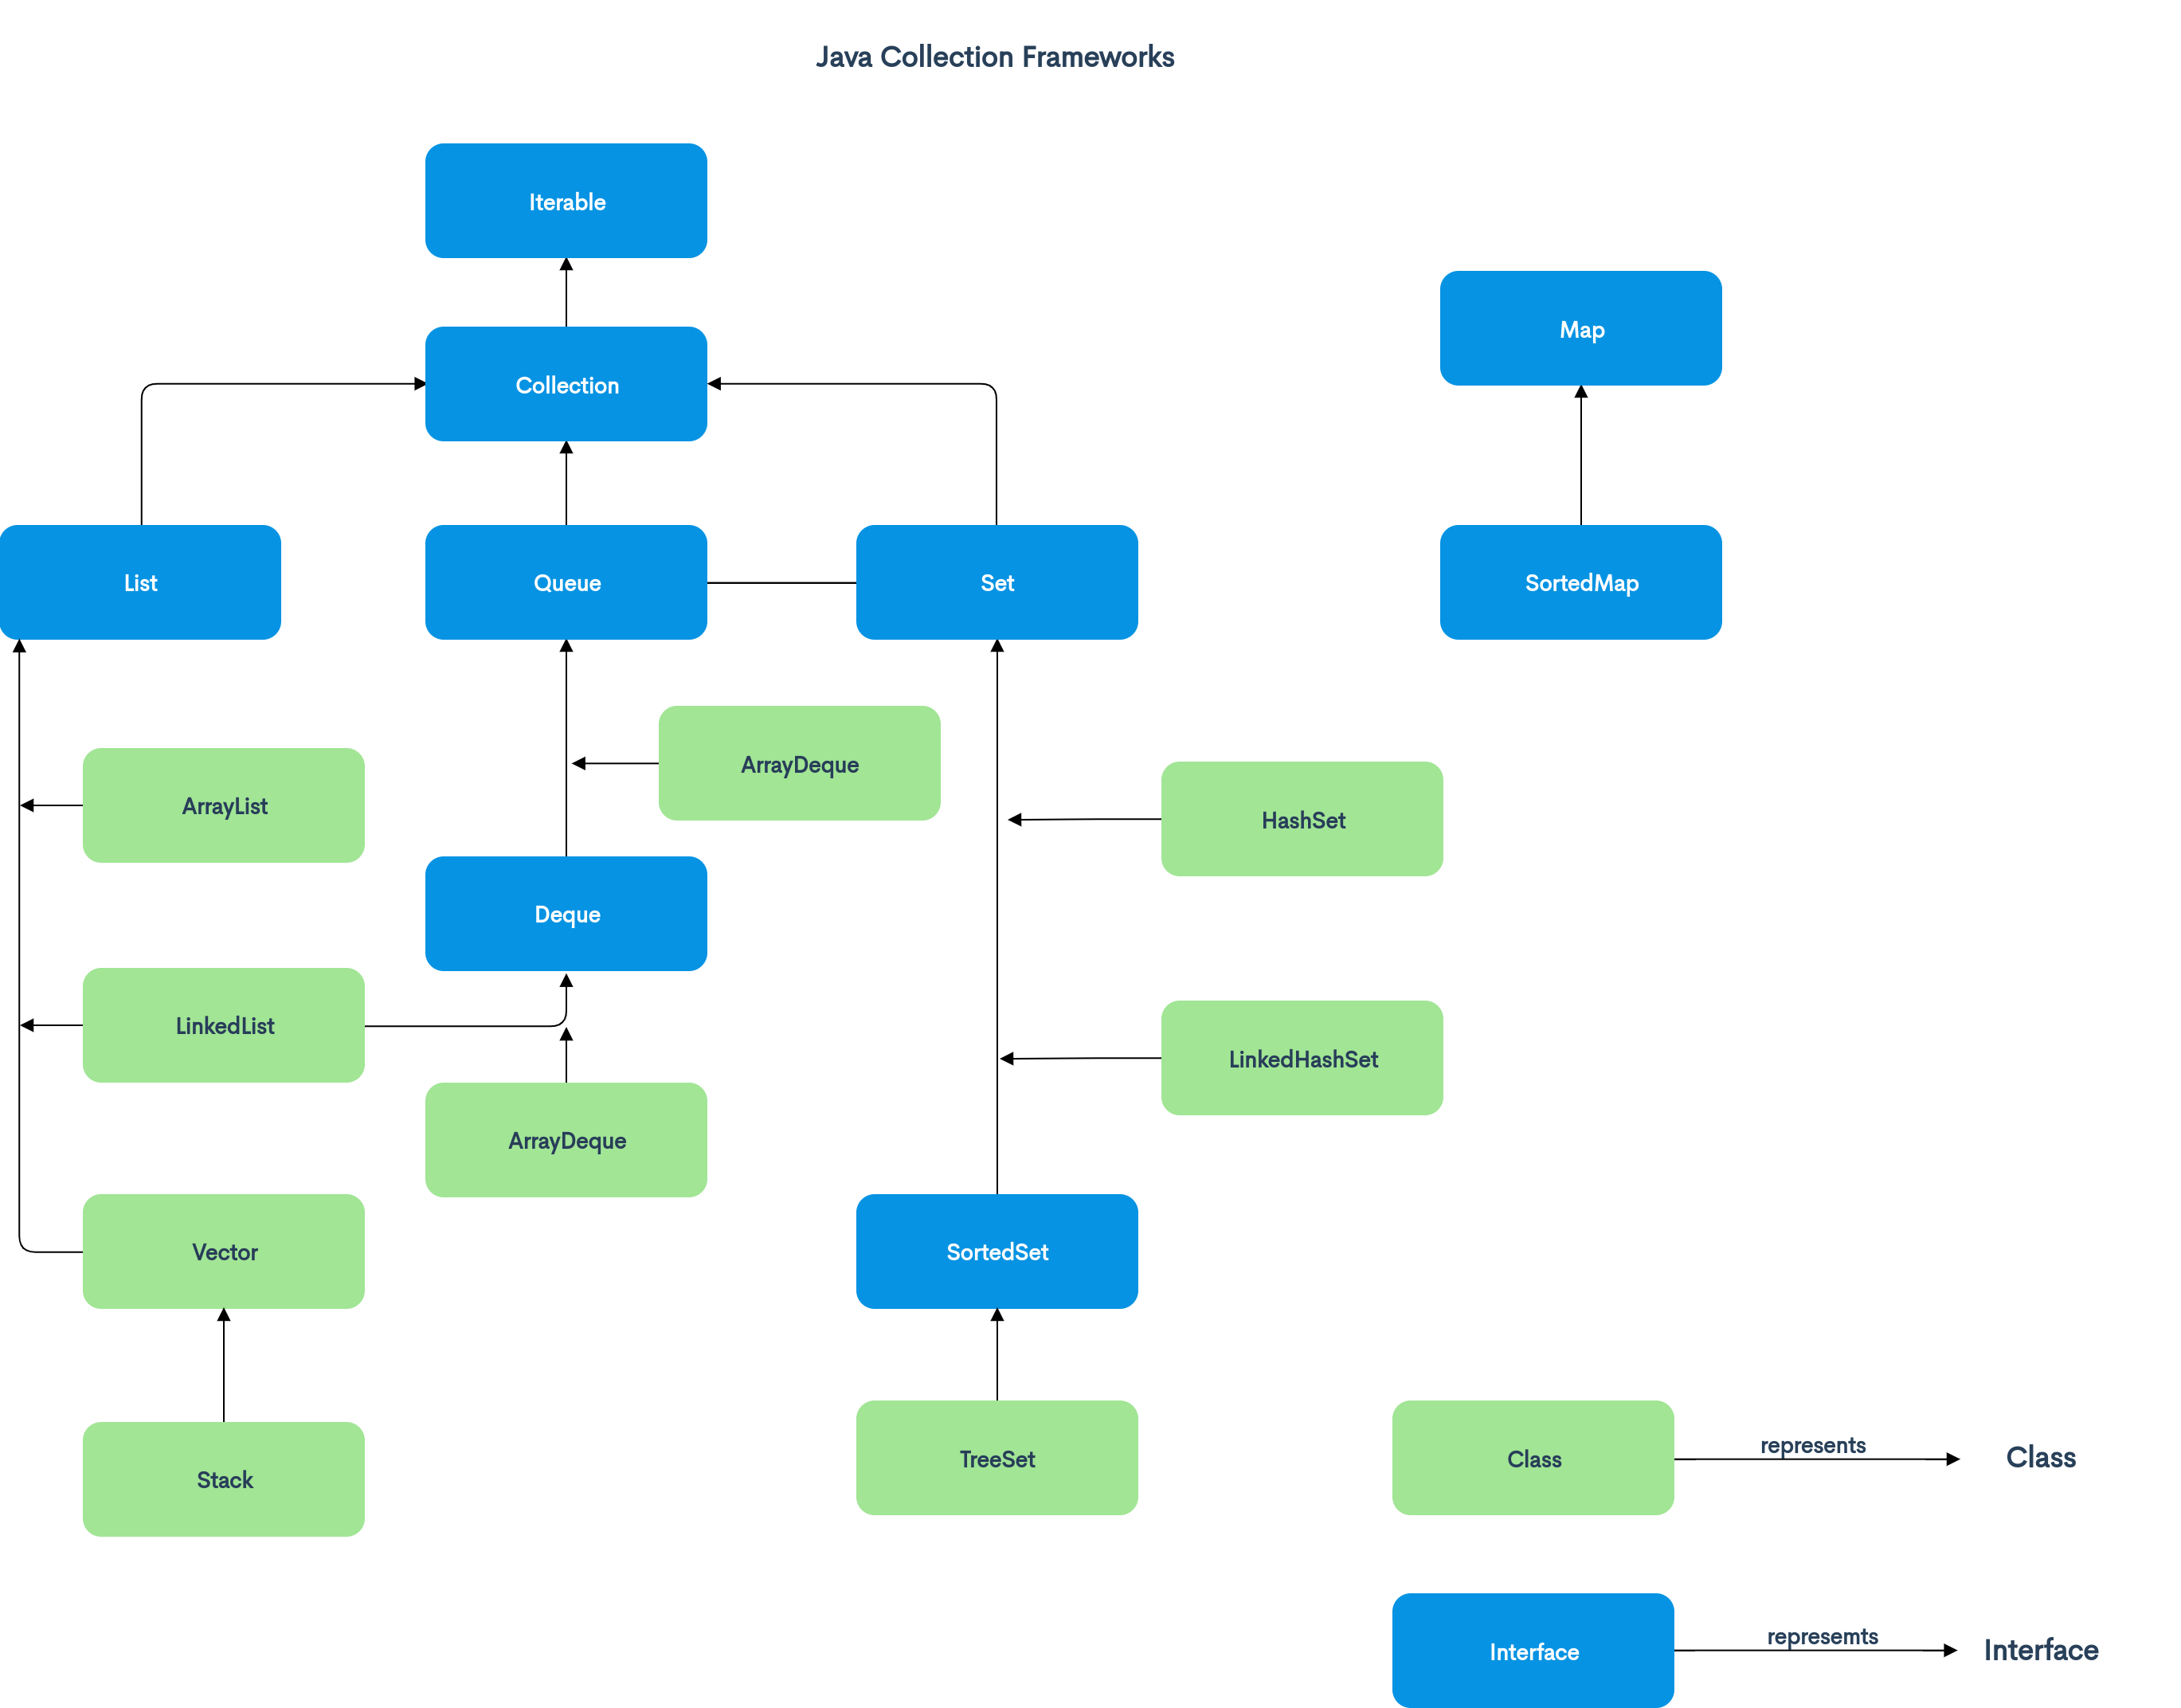 Java Collection Frameworks
Iterable
Map
Collection
List
Queue
Set
SortedMap
ArrayDeque
ArrayList
HashSet
Deque
LinkedList
LinkedHashSet
ArrayDeque
Vector
SortedSet
Stack
TreeSet
Class
represents
Class
Interface
represemts
Interface